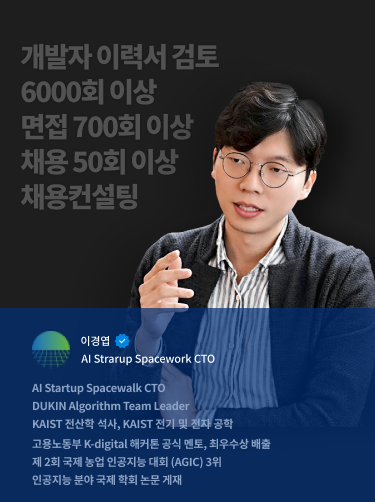 개발자 이력서 검토
6000회 이상
면접 700회 이상
채용 50회 이상
채용컨설팅
이경엽
AI Strarup Spacework CTO
AI Startup Spacewalk CTO
DUKIN Algorithm Team Leader
KAIST 전산학 석사, KAIST 전기 및 전자 공학
고용노동부 K-digital 해커톤 공식 멘토, 최우수상 배출
제 2회 국제 농업 인공지능 대회 (AGIC) 3위
인공지능 분야 국제 학회 논문 게재